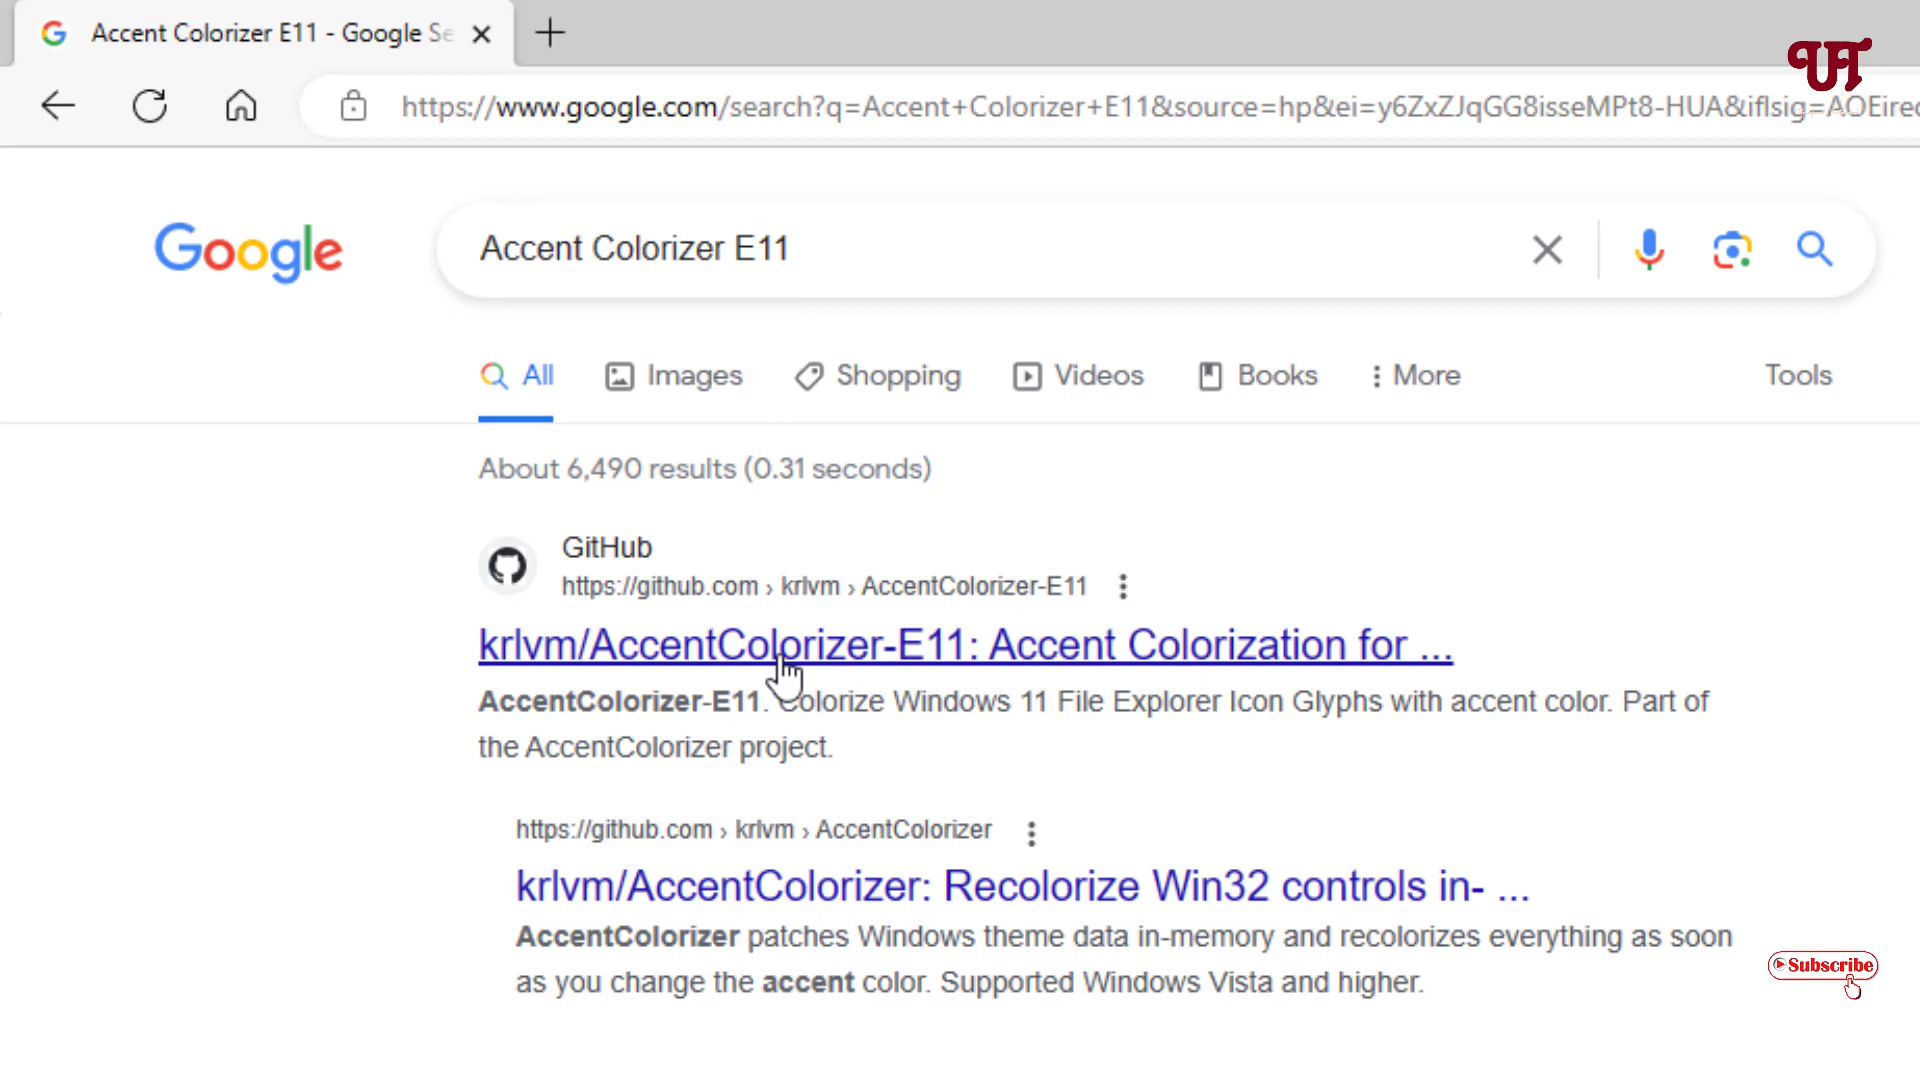 Accent Colorizer E11 - Google Se
https://www.google.com/search?q=Accent+Colorizer+E11&source=hp&ei=y6ZxZJqGG8isseMPt8-HUA&iflsig=AOEirec
UT
Google
Accent Colorizer E11
All Images Shopping Videos Books More Tools
About 6,490 results (0.31 seconds)
GitHub
https://github.com › krlvm › AccentColorizer-E11
krlvm/AccentColorizer-E11: Accent Colorization for ...
AccentColorizer-E11. Colorize Windows 11 File Explorer Icon Glyphs with accent color. Part of
the AccentColorizer project.
https://github.com › krlvm › AccentColorizer
krlvm/AccentColorizer: Recolorize Win32 controls in- ...
AccentColorizer patches Windows theme data in-memory and recolorizes everything as soon
as you change the accent color. Supported Windows Vista and higher.
Subscribe